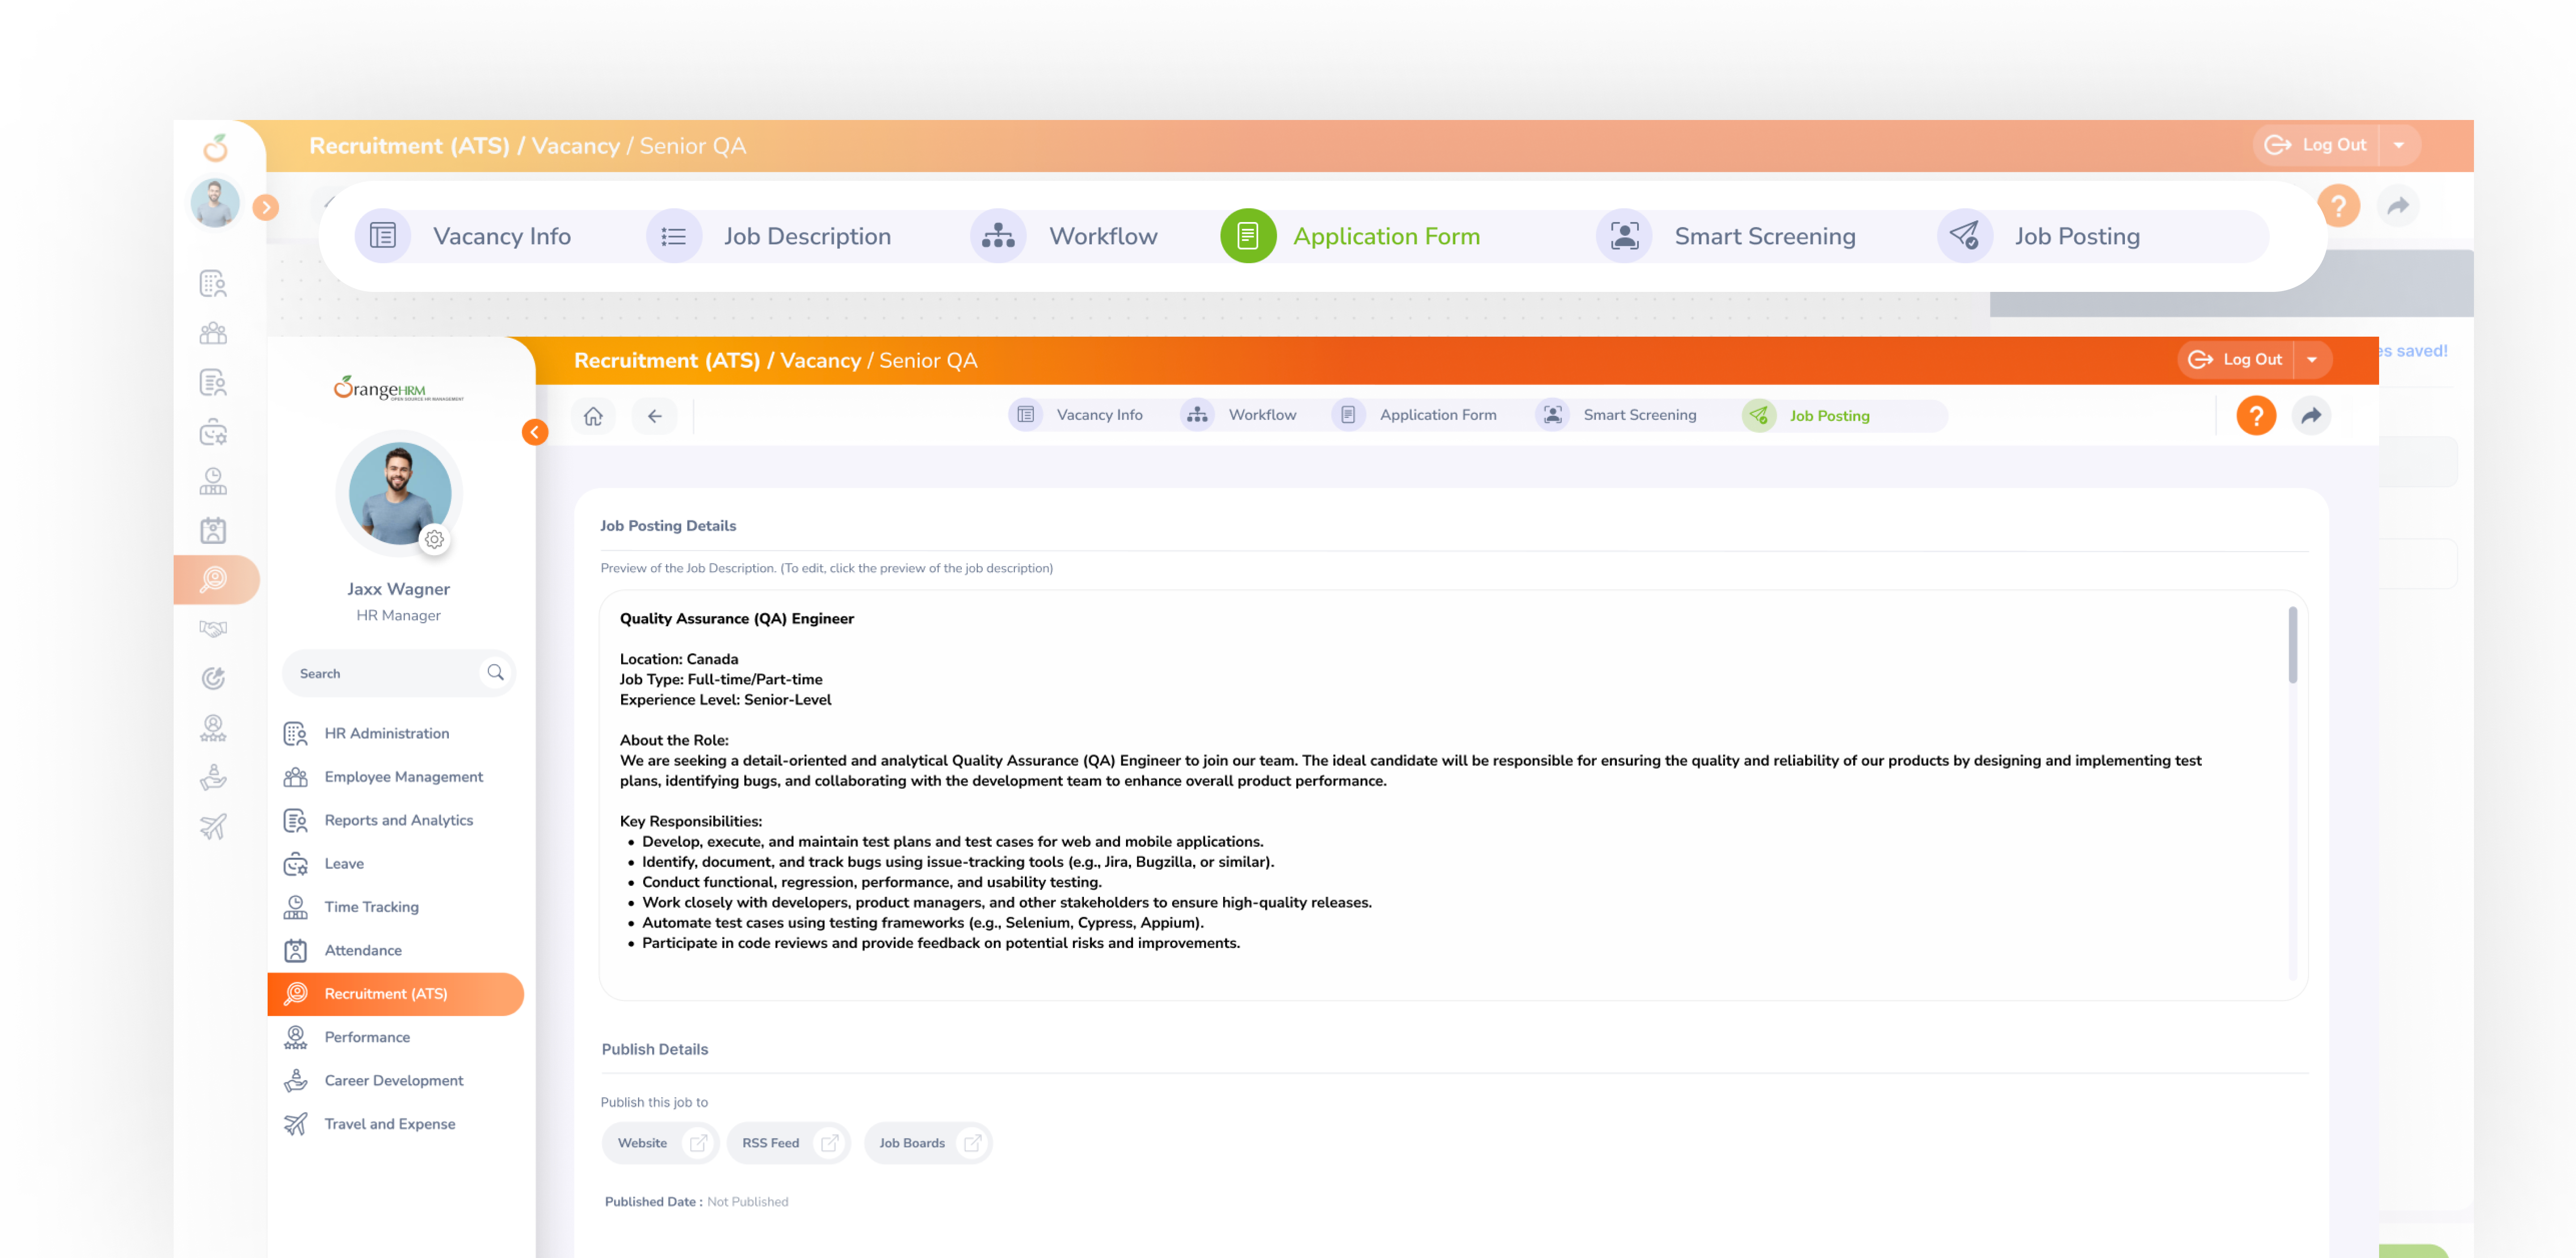 Recruitment (ATS) / Vacancy / Senior QA
Log Out
Vacancy Info
Job Description
Workflow
Application Form
Smart Screening
Job Posting
?
saved!
OrangeHRM
OPEN SOURCE HR MANAGEMENT
Recruitment (ATS) / Vacancy / Senior QA
Log Out
Vacancy Info
Workflow
Application Form
Smart Screening
Job Posting
?
Jaxx Wagner
HR Manager
Search
HR Administration
Employee Management
Reports and Analytics
Leave
Time Tracking
Attendance
Recruitment (ATS)
Performance
Career Development
Travel and Expense
Job Posting Details
Preview of the Job Description. (To edit, click the preview of the job description)
Quality Assurance (QA) Engineer
Location: Canada
Job Type: Full-time/Part-time
Experience Level: Senior-Level
About the Role:
We are seeking a detail-oriented and analytical Quality Assurance (QA) Engineer to join our team. The ideal candidate will be responsible for ensuring the quality and reliability of our products by designing and implementing test
plans, identifying bugs, and collaborating with the development team to enhance overall product performance.
Key Responsibilities:
• Develop, execute, and maintain test plans and test cases for web and mobile applications.
• Identify, document, and track bugs using issue-tracking tools (e.g., Jira, Bugzilla, or similar).
• Conduct functional, regression, performance, and usability testing.
• Work closely with developers, product managers, and other stakeholders to ensure high-quality releases.
• Automate test cases using testing frameworks (e.g., Selenium, Cypress, Appium).
• Participate in code reviews and provide feedback on potential risks and improvements.
Publish Details
Publish this job to
Website
RSS Feed
Job Boards
Published Date : Not Published